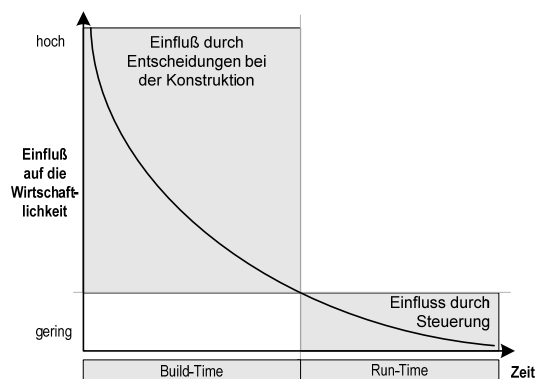 hoch
Einfluß durch
Entscheidungen bei
der Konstruktion
Einfluß
auf die
Wirtschaft-
lichkeit
Einfluss durch
Steuerung
gering
Build-Time
Run-Time
Zeit